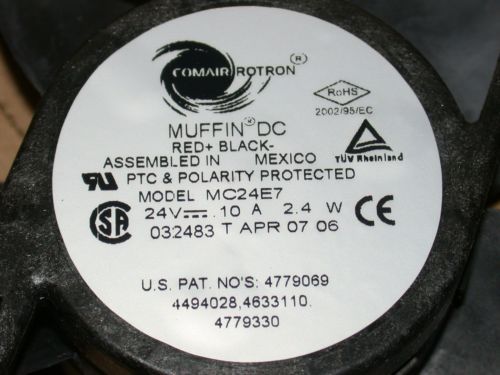 COMAIR ROTRON ®
RoHS
2002/95/EC
MUFFIN® DC
RED+ BLACK-
ASSEMBLED IN MEXICO
TÜV Rheinland
PTC & POLARITY PROTECTED
MODEL MC24E7
24V⎓ .10 A 2.4 W
032483 T APR 07 06
U.S. PAT. NO'S: 4779069
4494028,4633110.
4779330